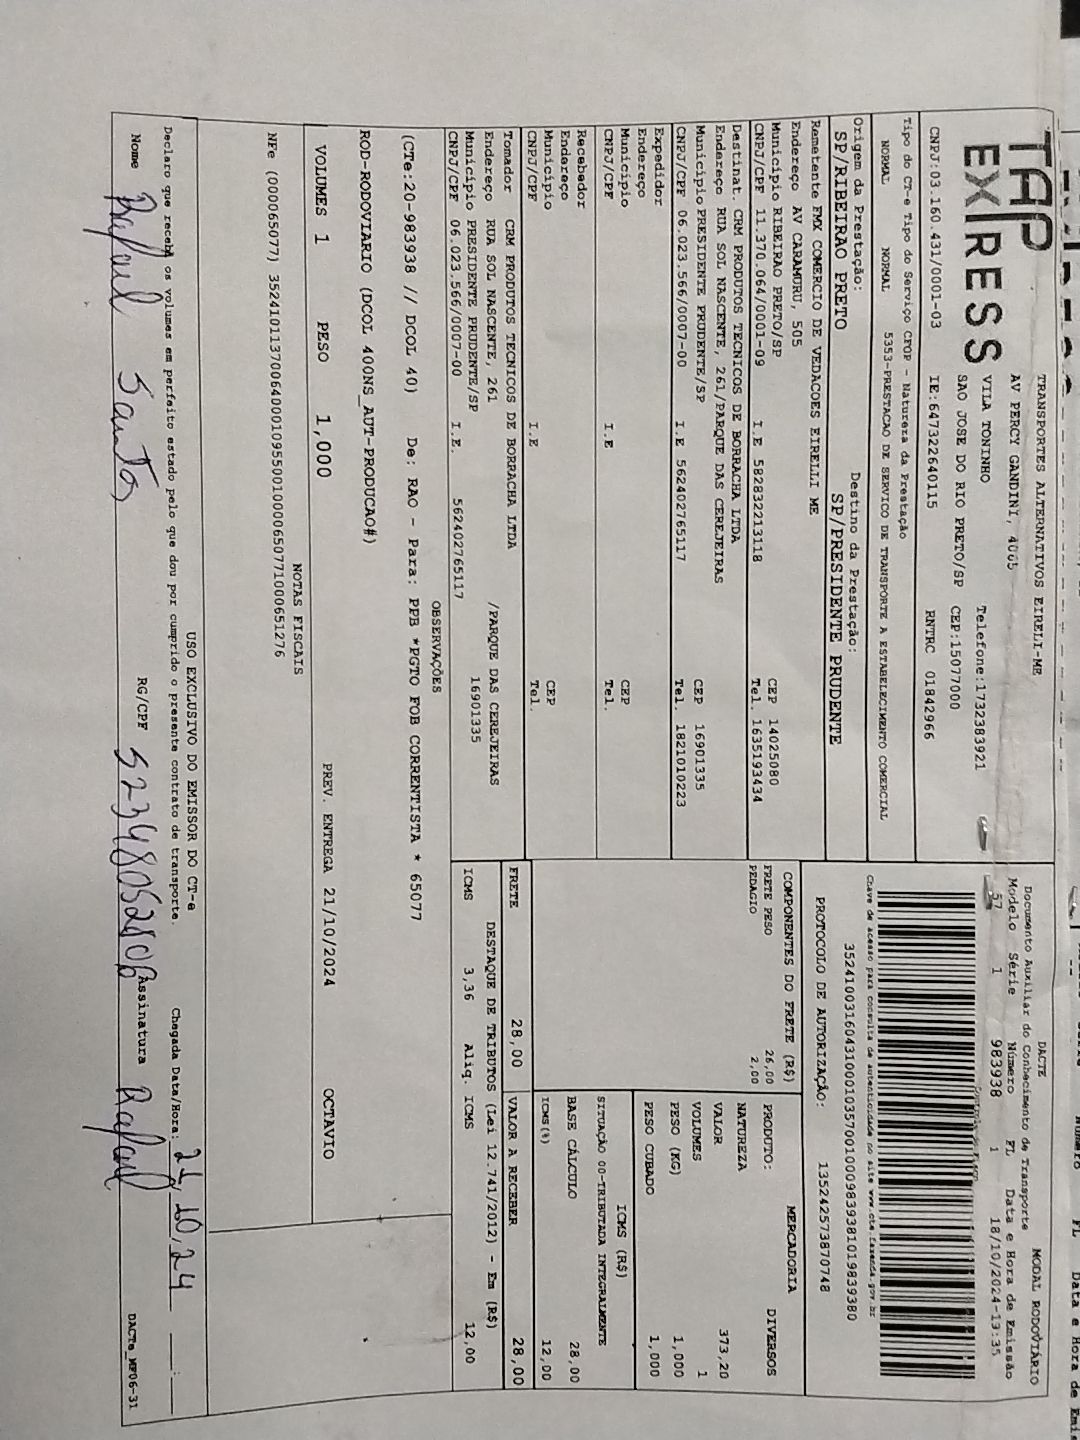 TAP
EXPRESS
TRANSPORTES ALTERNATIVOS EIRELI-ME
AV PERCY GANDINI, 4005
VILA TONINHO Telefone:1732383921
SAO JOSE DO RIO PRETO/SP CEP:15077000
CNPJ:03.160.431/0001-03 IE:647322640115 RNTRC 01842966
DACTE
Documento Auxiliar do Conhecimento de Transporte
MODAL RODOVIÁRIO
Modelo Série Número FL Data e Hora de Emissão
57 1 983938 1 18/10/2024-13:35
Chave de acesso para consulta de autenticidade no site www.cte.fazenda.gov.br
Tipo do CT-e Tipo do Serviço CFOP - Natureza da Prestação
NORMAL NORMAL 5353-PRESTACAO DE SERVICO DE TRANSPORTE A ESTABELECIMENTO COMERCIAL
PROTOCOLO DE AUTORIZAÇÃO: 135242573870748
Origem da Prestação: Destino da Prestação:
SP/RIBEIRAO PRETO SP/PRESIDENTE PRUDENTE
Remetente FMX COMERCIO DE VEDACOES EIRELLI ME
Endereço AV CARAMURU, 505
Município RIBEIRAO PRETO/SP CEP 14025080
CNPJ/CPF 11.370.064/0001-09 I.E 582832213118 Tel. 1635193434
Destinat. CRM PRODUTOS TECNICOS DE BORRACHA LTDA
Endereço RUA SOL NASCENTE, 261/PARQUE DAS CEREJEIRAS
Município PRESIDENTE PRUDENTE/SP CEP 16901335
CNPJ/CPF 06.023.566/0007-00 I.E 562402765117 Tel. 1821010223
Expedidor
Endereço
Município CEP
CNPJ/CPF I.E Tel.
Recebedor
Endereço
Município CEP
CNPJ/CPF I.E Tel.
Tomador CRM PRODUTOS TECNICOS DE BORRACHA LTDA
Endereço RUA SOL NASCENTE, 261 /PARQUE DAS CEREJEIRAS
Município PRESIDENTE PRUDENTE/SP 16901335
CNPJ/CPF 06.023.566/0007-00 I.E. 562402765117
COMPONENTES DO FRETE (R$)
FRETE PESO 26,00
PEDAGIO 2,00
MERCADORIA
PRODUTO: DIVERSOS
NATUREZA
VALOR 373,20
VOLUMES 1
PESO (KG) 1,000
PESO CUBADO 1,000
ICMS (R$)
SITUAÇÃO 00-TRIBUTADA INTEGRALMENTE
BASE CÁLCULO 28,00
ICMS(%) 12,00
FRETE 28,00 VALOR A RECEBER 28,00
DESTAQUE DE TRIBUTOS (Lei 12.741/2012) - Em (R$)
ICMS 3,36 Aliq. ICMS 12,00
OBSERVAÇÕES
(CTe:20-983938 // DCOL 40) De: RAO - Para: PPB *PGTO FOB CORRENTISTA * 65077
ROD-RODOVIARIO (DCOL 400NS_AUT-PRODUCAO#)
VOLUMES 1 PESO 1,000 PREV. ENTREGA 21/10/2024 OCTAVIO
NOTAS FISCAIS
USO EXCLUSIVO DO EMISSOR DO CT-e
Declaro que recebi os volumes em perfeito estado pelo que dou por cumprido o presente contrato de transporte.
Chegada Data/Hora: 21/10/24
Nome Rafael Santos RG/CPF Assinatura Rafael
DACTe_MP06-31